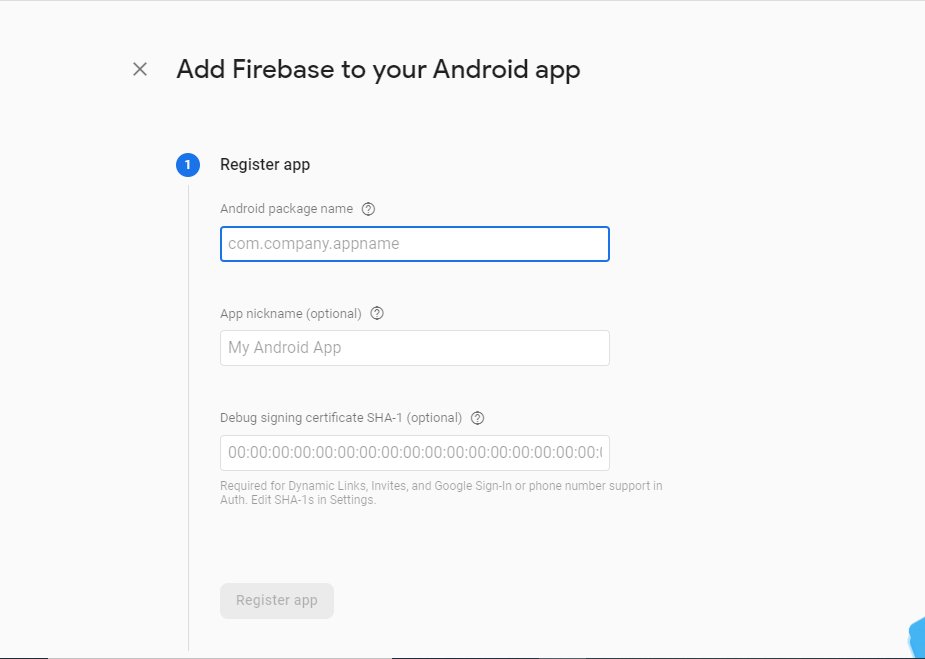 Add Firebase to your Android app
1 Register app
Android package name ?
com.company.appname
App nickname (optional) ?
My Android App
Debug signing certificate SHA-1 (optional) ?
00:00:00:00:00:00:00:00:00:00:00:00:00:00:00:00:00:
Required for Dynamic Links, Invites, and Google Sign-In or phone number support in
Auth. Edit SHA-1s in Settings.
Register app